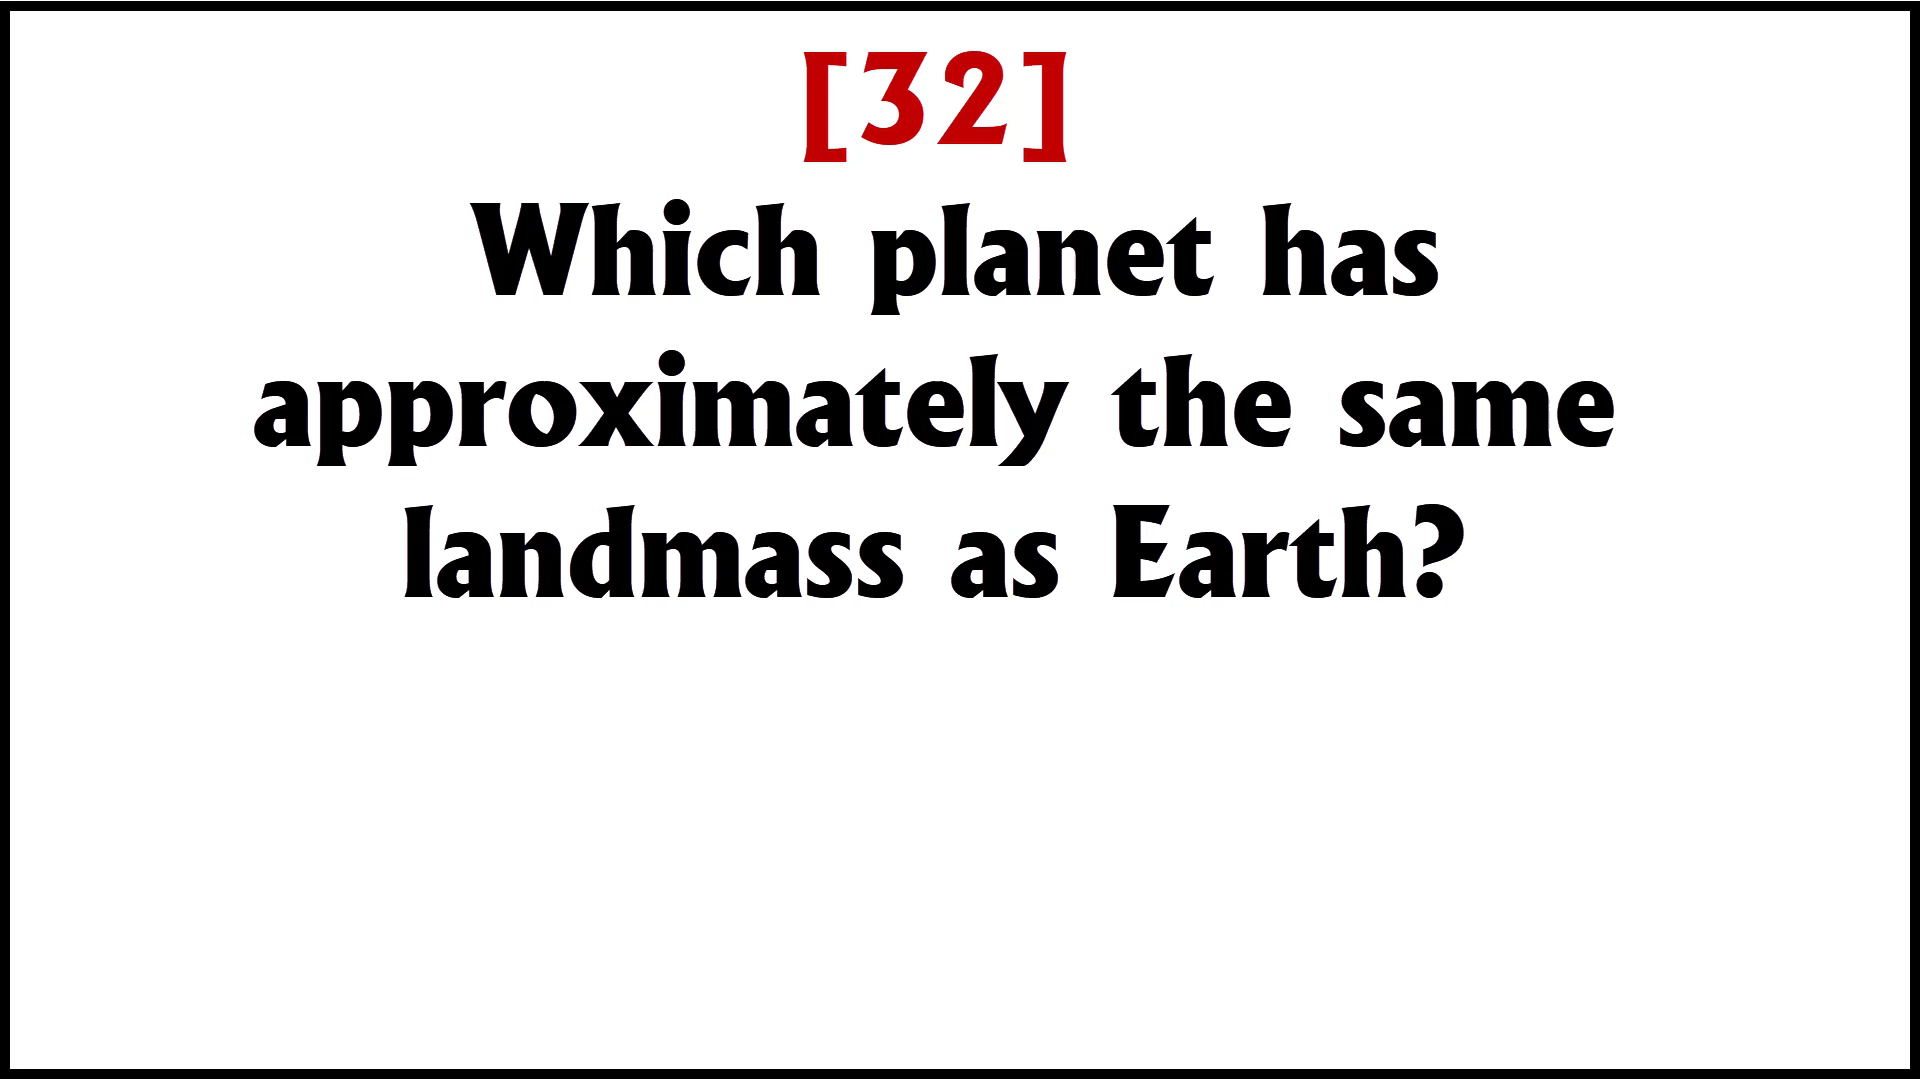 [32]
Which planet has
approximately the same
landmass as Earth?